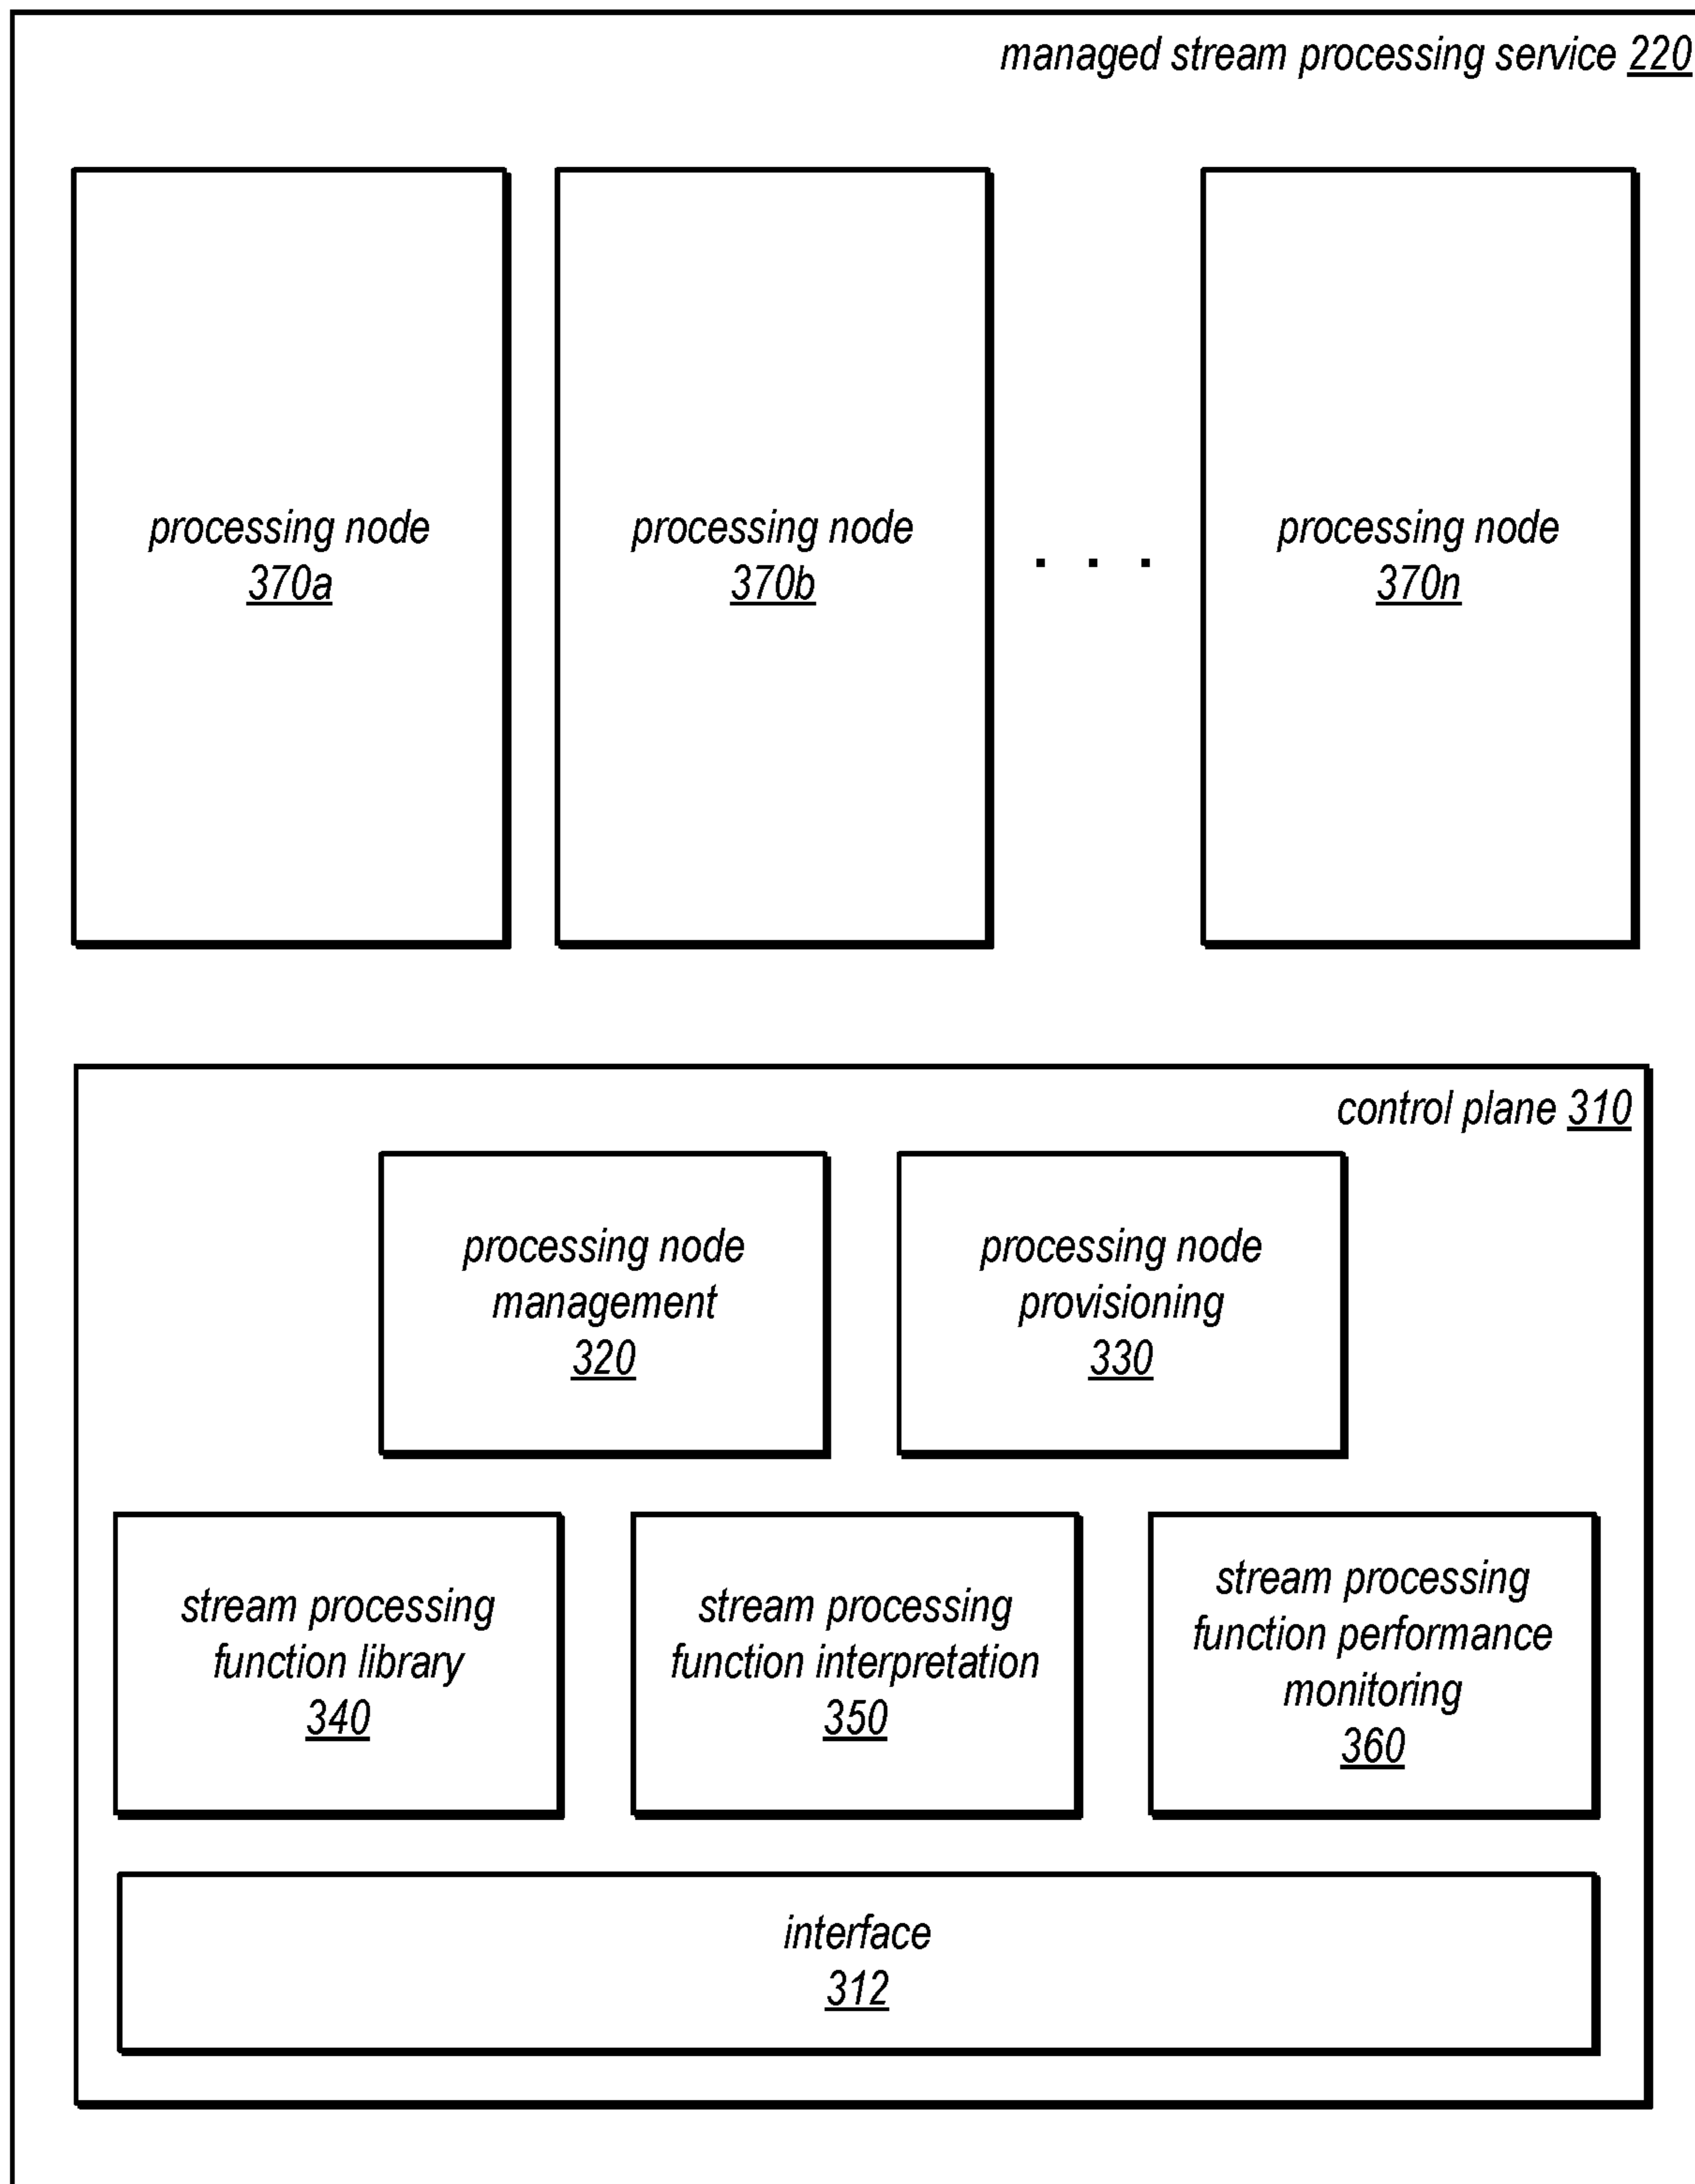 managed stream processing service 220
processing node
370a
processing node
370b
. . .
processing node
370n
control plane 310
processing node
management
320
processing node
provisioning
330
stream processing
function library
340
stream processing
function interpretation
350
stream processing
function performance
monitoring
360
interface
312